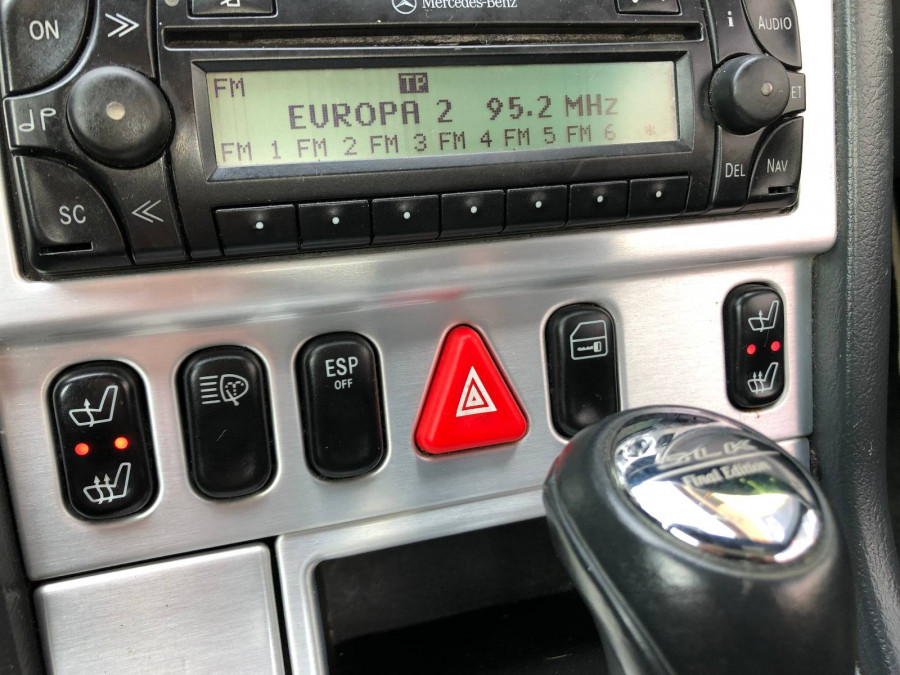 Mercedes-Benz
ON
i
AUDIO
FM TP
EUROPA 2 95.2 MHz
FM 1 FM 2 FM 3 FM 4 FM 5 FM 6 *
SC
DEL
NAV
ESP
OFF
SLK
Final Edition